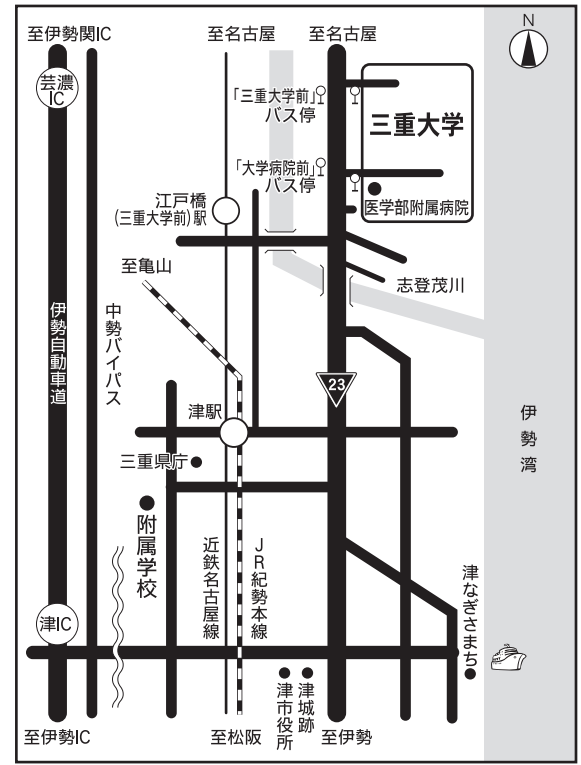 至伊勢関IC
至名古屋
至名古屋
N
芸濃
IC
「三重大学前」
バス停
三重大学
「大学病院前」
バス停
医学部附属病院
江戸橋
(三重大学前)駅
至亀山
志登茂川
伊勢自動車道
中勢バイパス
23
伊勢湾
津駅
三重県庁
附属学校
近鉄名古屋線
JR紀勢本線
津なぎさまち
津IC
津市役所
津城跡
至伊勢IC
至松阪
至伊勢